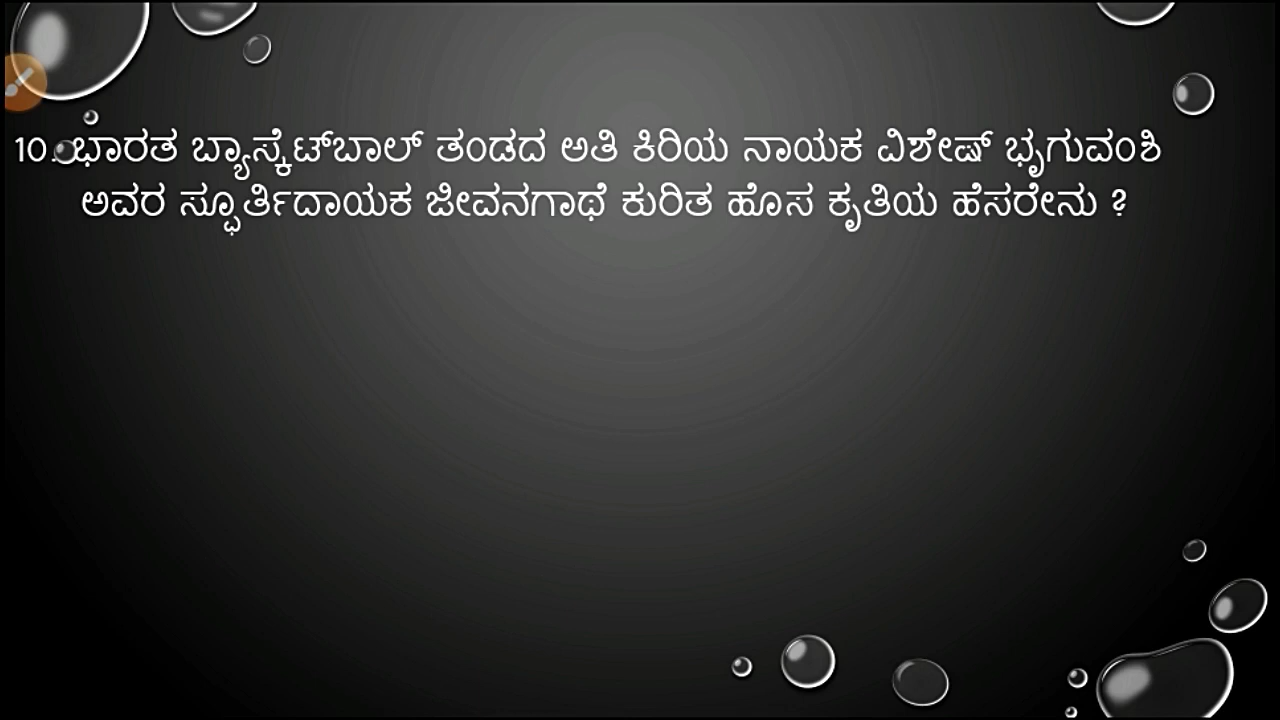 10. ಭಾರತ ಬ್ಯಾಸ್ಕೆಟ್‌ಬಾಲ್ ತಂಡದ ಅತಿ ಕಿರಿಯ ನಾಯಕ ವಿಶೇಷ್ ಭೃಗುವಂಶಿ
ಅವರ ಸ್ಫೂರ್ತಿದಾಯಕ ಜೀವನಗಾಥೆ ಕುರಿತ ಹೊಸ ಕೃತಿಯ ಹೆಸರೇನು ?